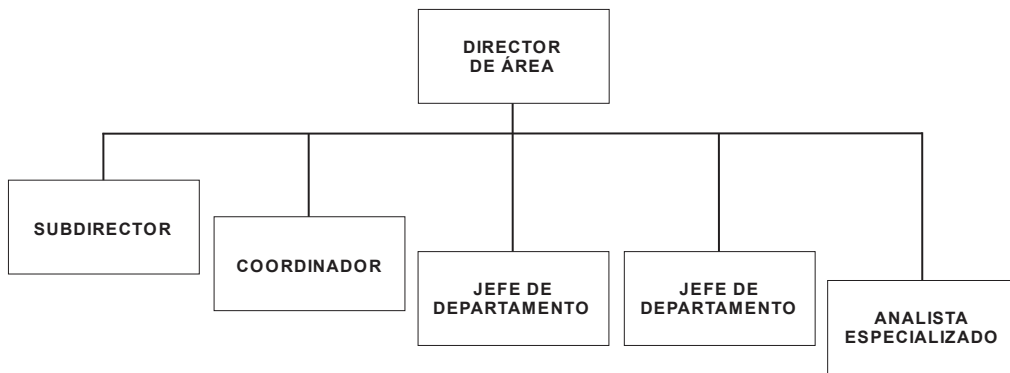 DIRECTOR
DE ÁREA
SUBDIRECTOR
COORDINADOR
JEFE DE
DEPARTAMENTO
JEFE DE
DEPARTAMENTO
ANALISTA
ESPECIALIZADO